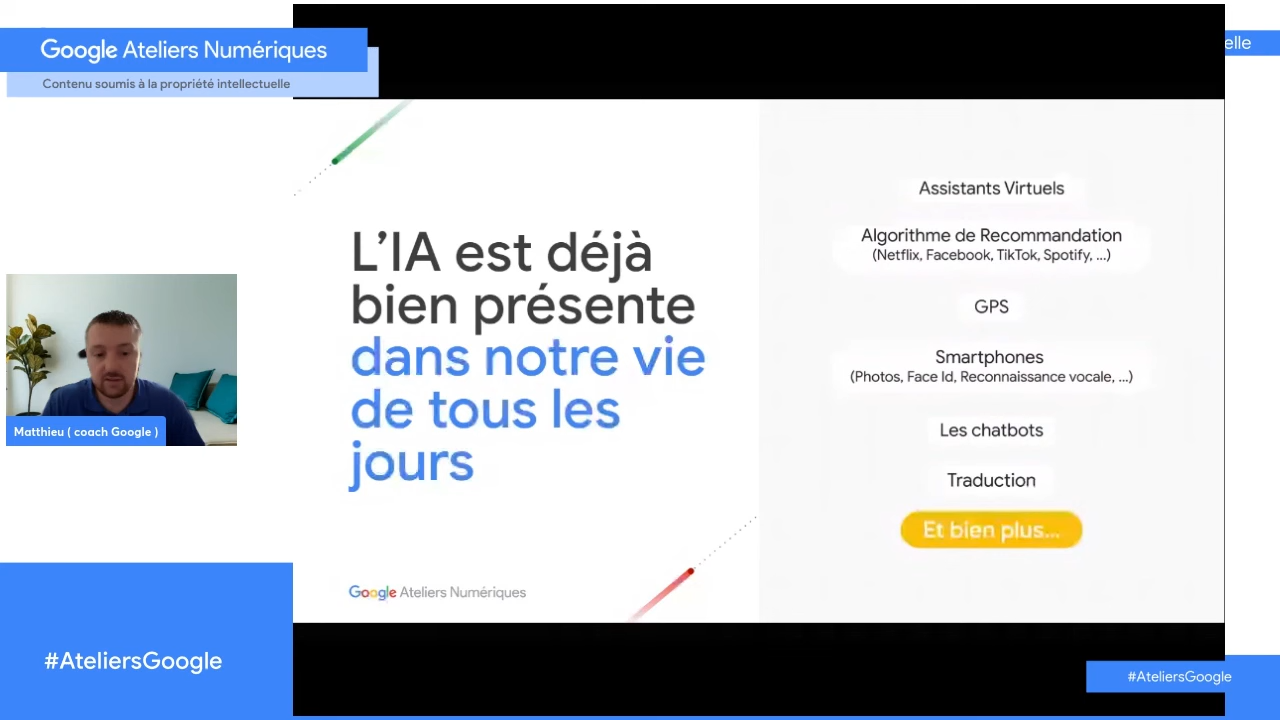 Google Ateliers Numériques
Contenu soumis à la propriété intellectuelle
elle
L'IA est déjà
bien présente
dans notre vie
de tous les
jours
Assistants Virtuels
Algorithme de Recommandation
(Netflix, Facebook, TikTok, Spotify, ...)
GPS
Smartphones
(Photos, Face Id, Reconnaissance vocale, ...)
Les chatbots
Traduction
Et bien plus...
Google Ateliers Numériques
Matthieu ( coach Google )
#AteliersGoogle
#AteliersGoogle